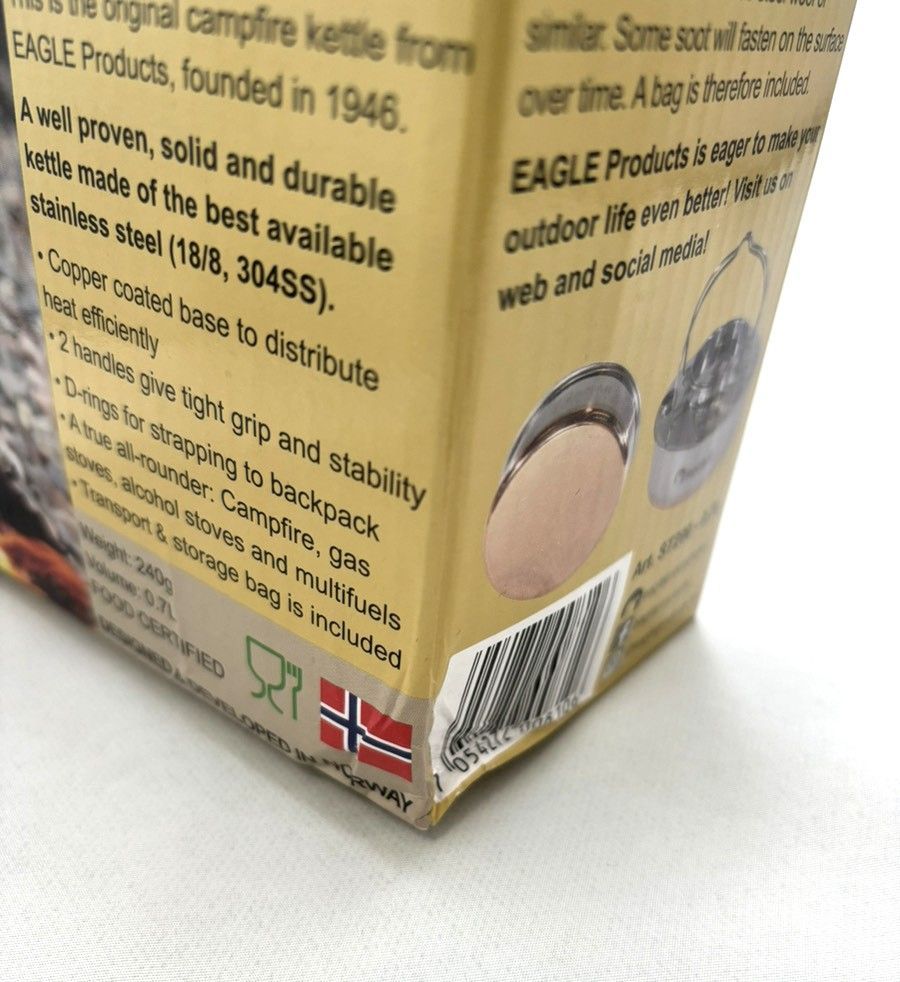 This is the original campfire kettle from
EAGLE Products, founded in 1946.
A well proven, solid and durable
kettle made of the best available
stainless steel (18/8, 304SS).
• Copper coated base to distribute
heat efficiently
• 2 handles give tight grip and stability
• D-rings for strapping to backpack
• A true all-rounder: Campfire, gas
stoves, alcohol stoves and multifuels
• Transport & storage bag is included
Weight: 240g
Volume: 0.7L
FOOD CERTIFIED
DESIGNED & DEVELOPED IN NORWAY
similar. Some soot will fasten on the surface
over time. A bag is therefore included.
EAGLE Products is eager to make your
outdoor life even better! Visit us on
web and social media!
Art.